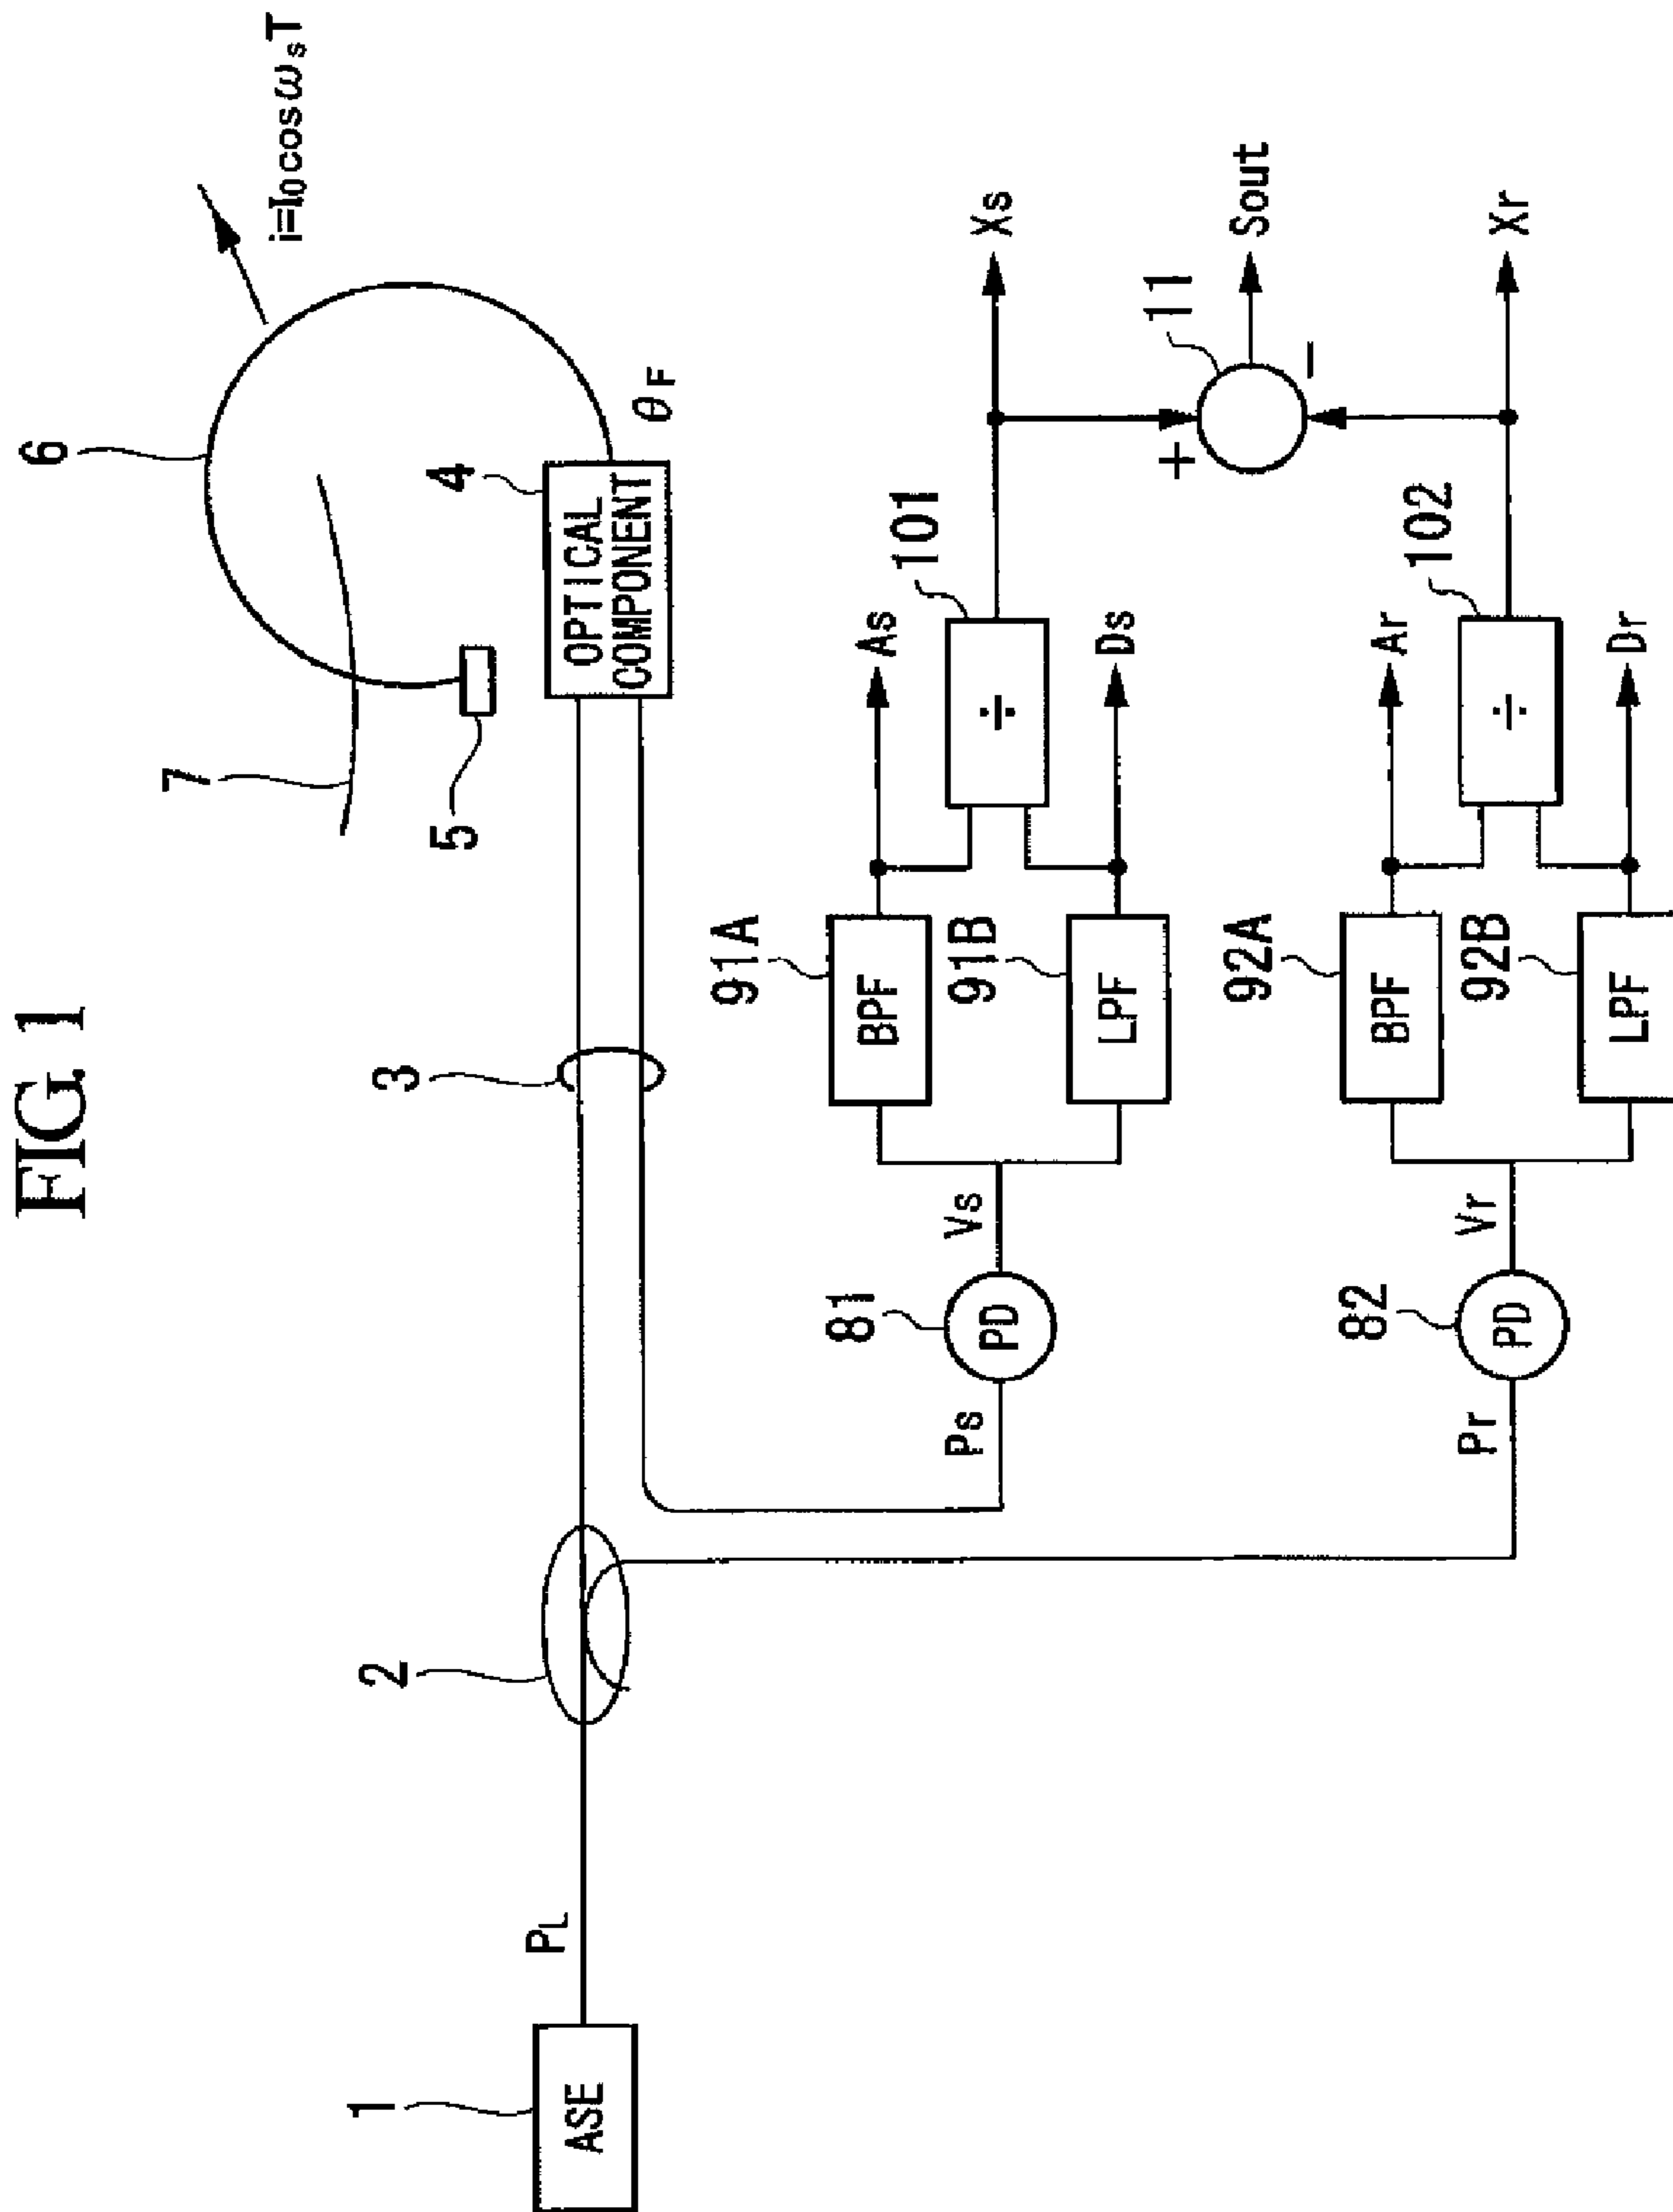 FIG. 1
i=I0cosωsT
6
7
4
OPTICAL
COMPONENT
θF
5
3
2
PL
1
ASE
91A
BPF
As
101
÷
Xs
91B
LPF
Ds
81
PD
Ps
Vs
+
11
Sout
−
92A
BPF
Ar
102
÷
Xr
92B
LPF
Dr
82
PD
Pr
Vr